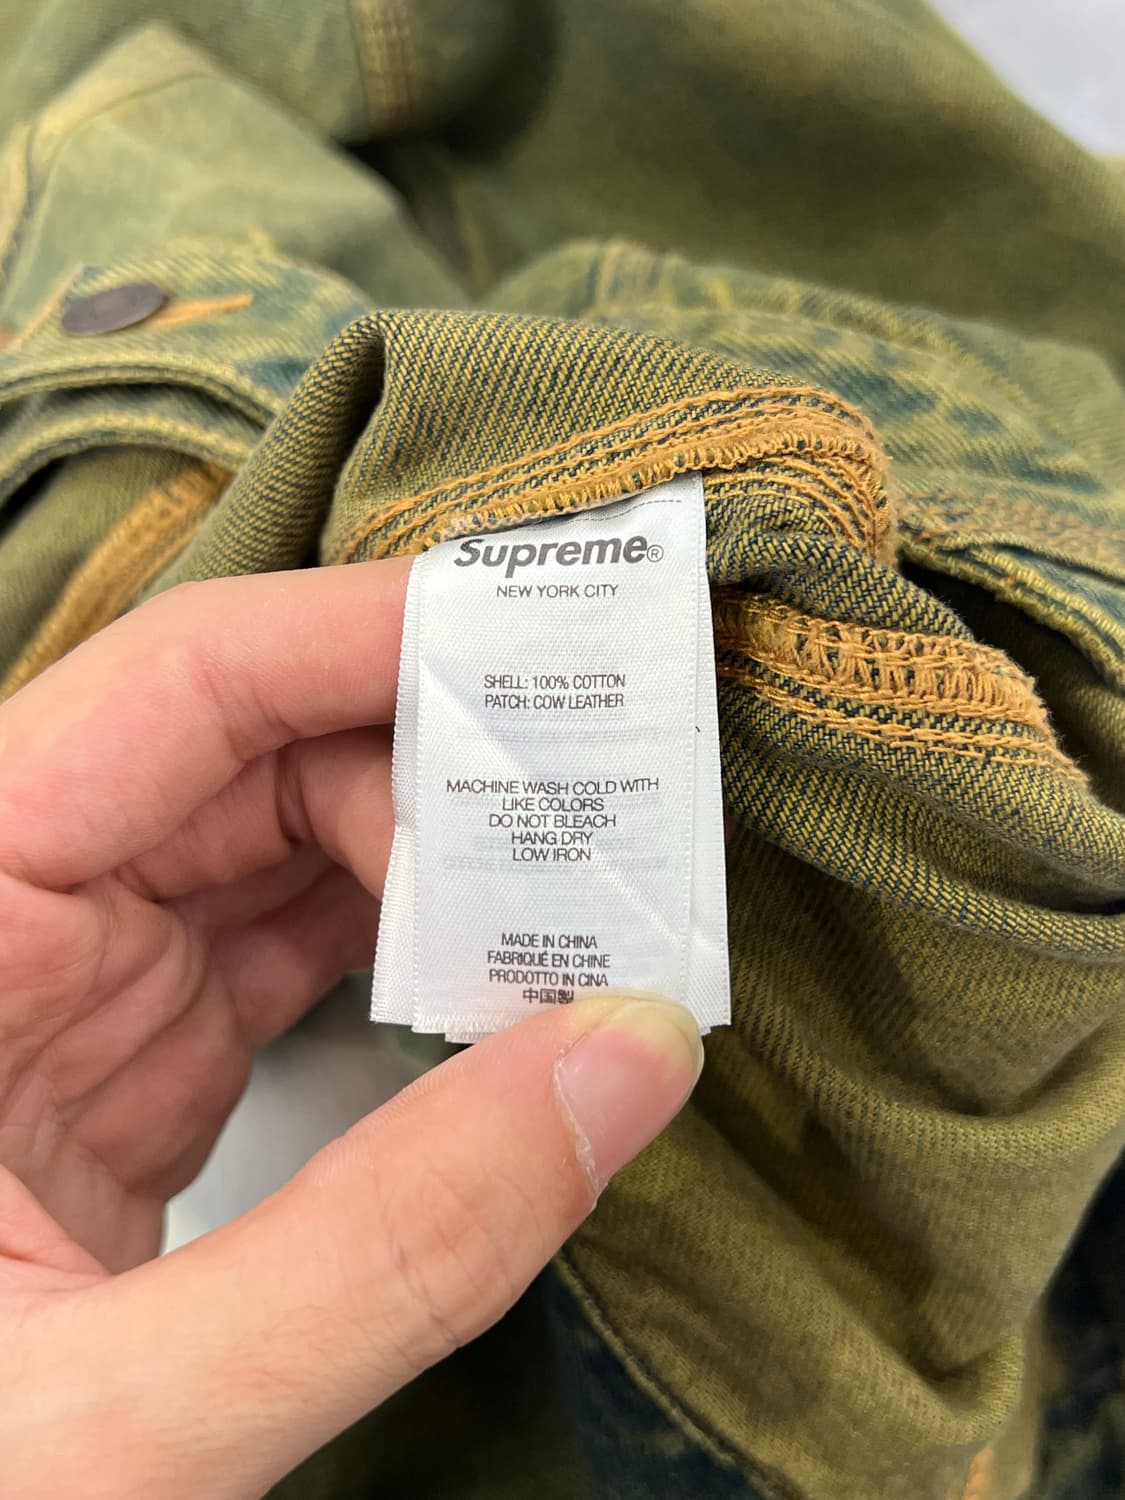 Supreme®
NEW YORK CITY
SHELL: 100% COTTON
PATCH: COW LEATHER
MACHINE WASH COLD WITH
LIKE COLORS
DO NOT BLEACH
HANG DRY
LOW IRON
MADE IN CHINA
FABRIQUÉ EN CHINE
PRODOTTO IN CINA
中国製